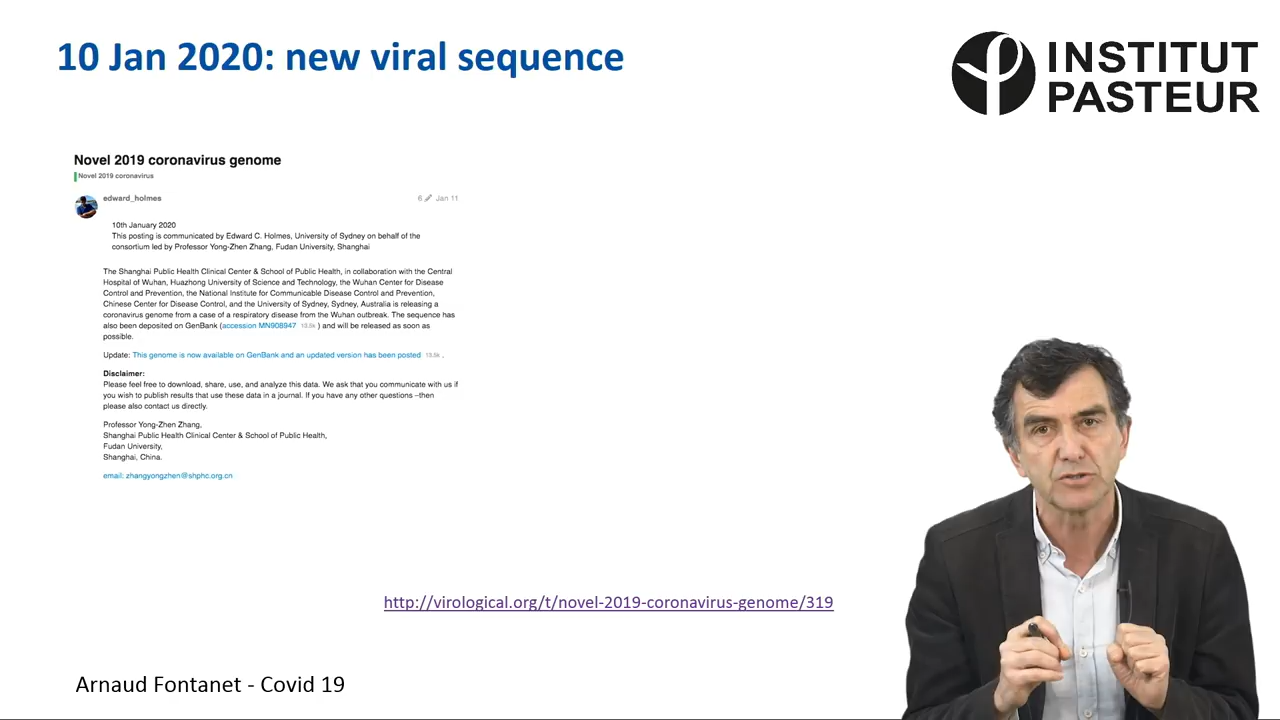 10 Jan 2020: new viral sequence
INSTITUT
PASTEUR
Novel 2019 coronavirus genome
Novel 2019 coronavirus
edward_holmes
6 Jan 11
10th January 2020
This posting is communicated by Edward C. Holmes, University of Sydney on behalf of the
consortium led by Professor Yong-Zhen Zhang, Fudan University, Shanghai
The Shanghai Public Health Clinical Center & School of Public Health, in collaboration with the Central
Hospital of Wuhan, Huazhong University of Science and Technology, the Wuhan Center for Disease
Control and Prevention, the National Institute for Communicable Disease Control and Prevention,
Chinese Center for Disease Control, and the University of Sydney, Sydney, Australia is releasing a
coronavirus genome from a case of a respiratory disease from the Wuhan outbreak. The sequence has
also been deposited on GenBank (accession MN908947 13.5k ) and will be released as soon as
possible.
Update: This genome is now available on GenBank and an updated version has been posted 13.5k .
Disclaimer:
Please feel free to download, share, use, and analyze this data. We ask that you communicate with us if
you wish to publish results that use these data in a journal. If you have any other questions –then
please also contact us directly.
Professor Yong-Zhen Zhang,
Shanghai Public Health Clinical Center & School of Public Health,
Fudan University,
Shanghai, China.
email: zhangyongzhen@shphc.org.cn
http://virological.org/t/novel-2019-coronavirus-genome/319
Arnaud Fontanet - Covid 19